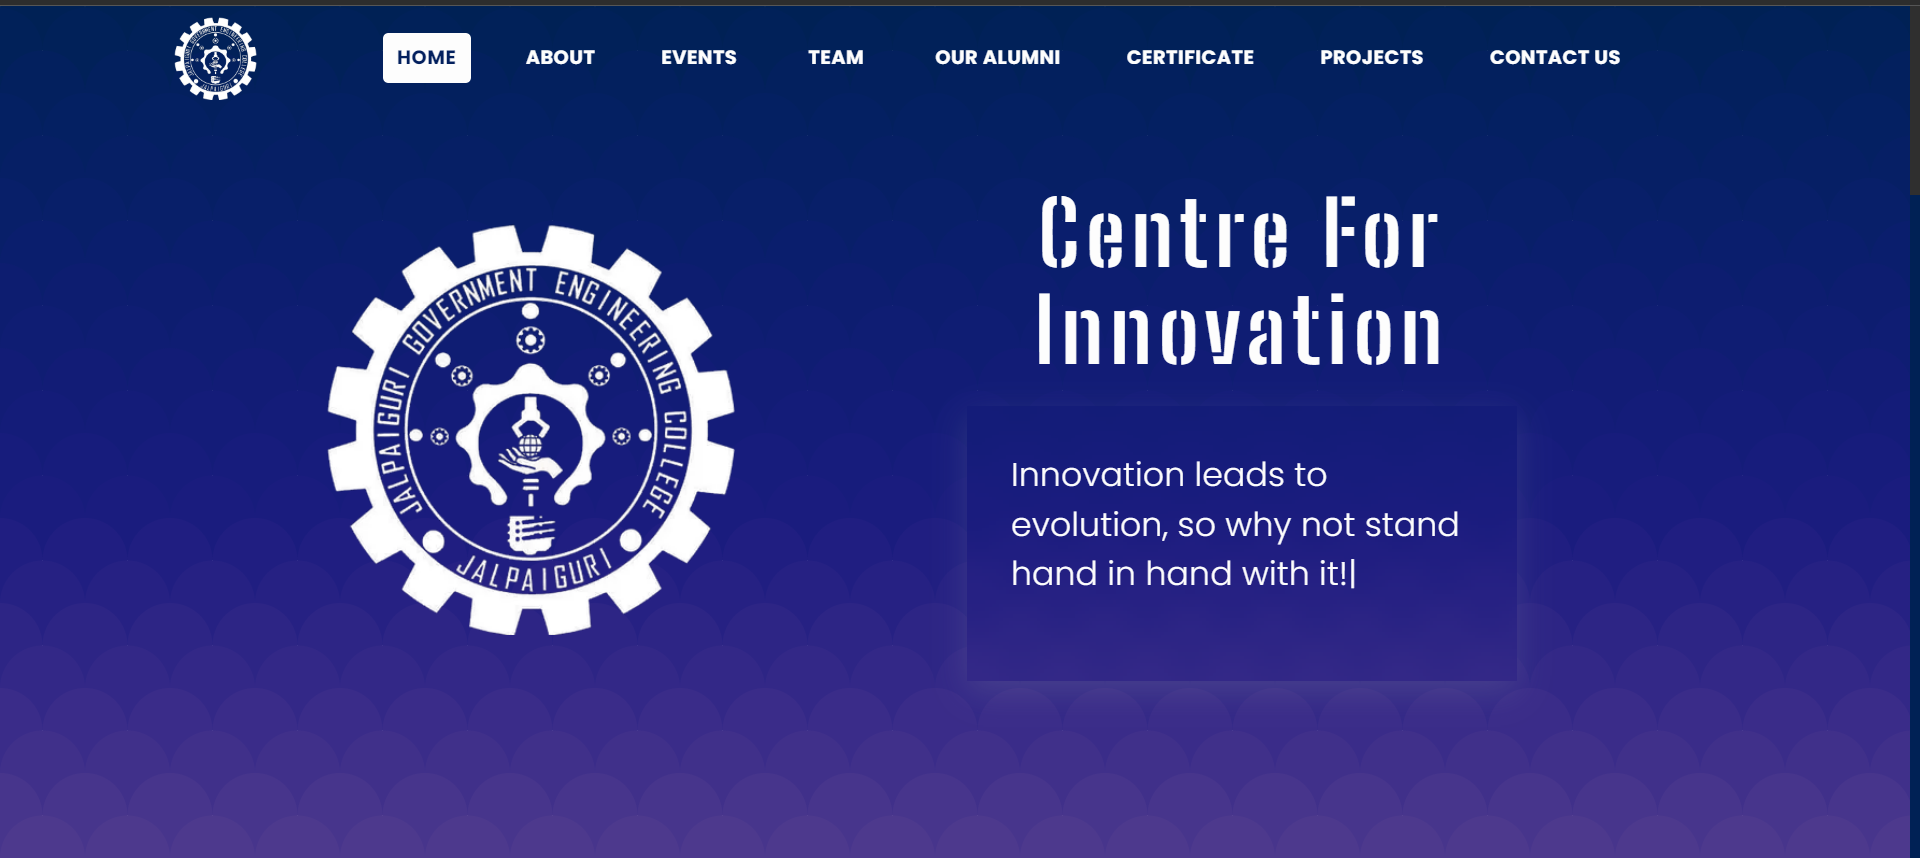 HOME ABOUT EVENTS TEAM OUR ALUMNI CERTIFICATE PROJECTS CONTACT US
JALPAIGURI GOVERNMENT ENGINEERING COLLEGE
JALPAIGURI
Centre For
Innovation
Innovation leads to
evolution, so why not stand
hand in hand with it!|